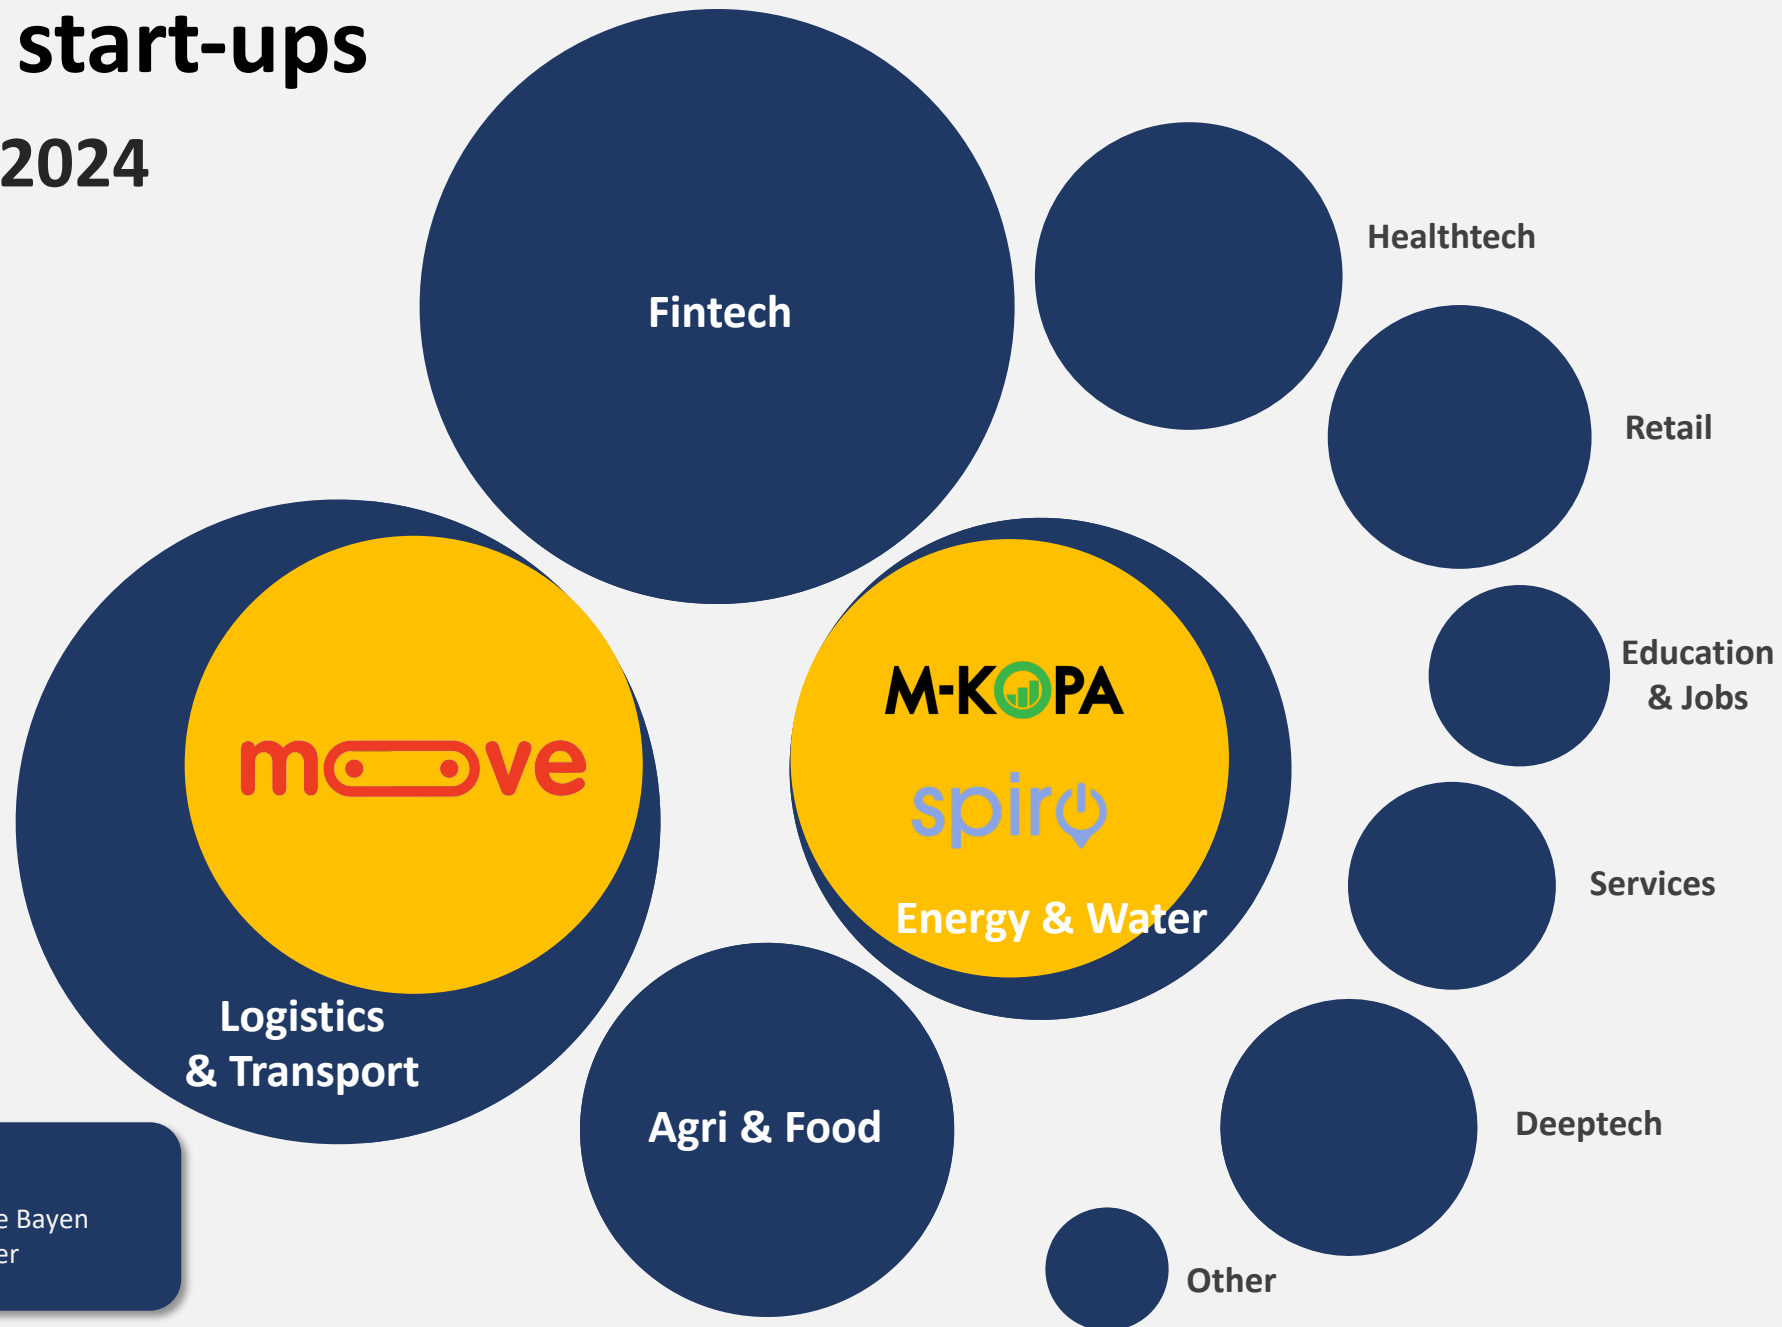 start-ups
2024
Fintech
Healthtech
Retail
Education
& Jobs
Services
Deeptech
Other
M-KOPA
spiro
Energy & Water
moove
Logistics
& Transport
Agri & Food
e Bayen
er